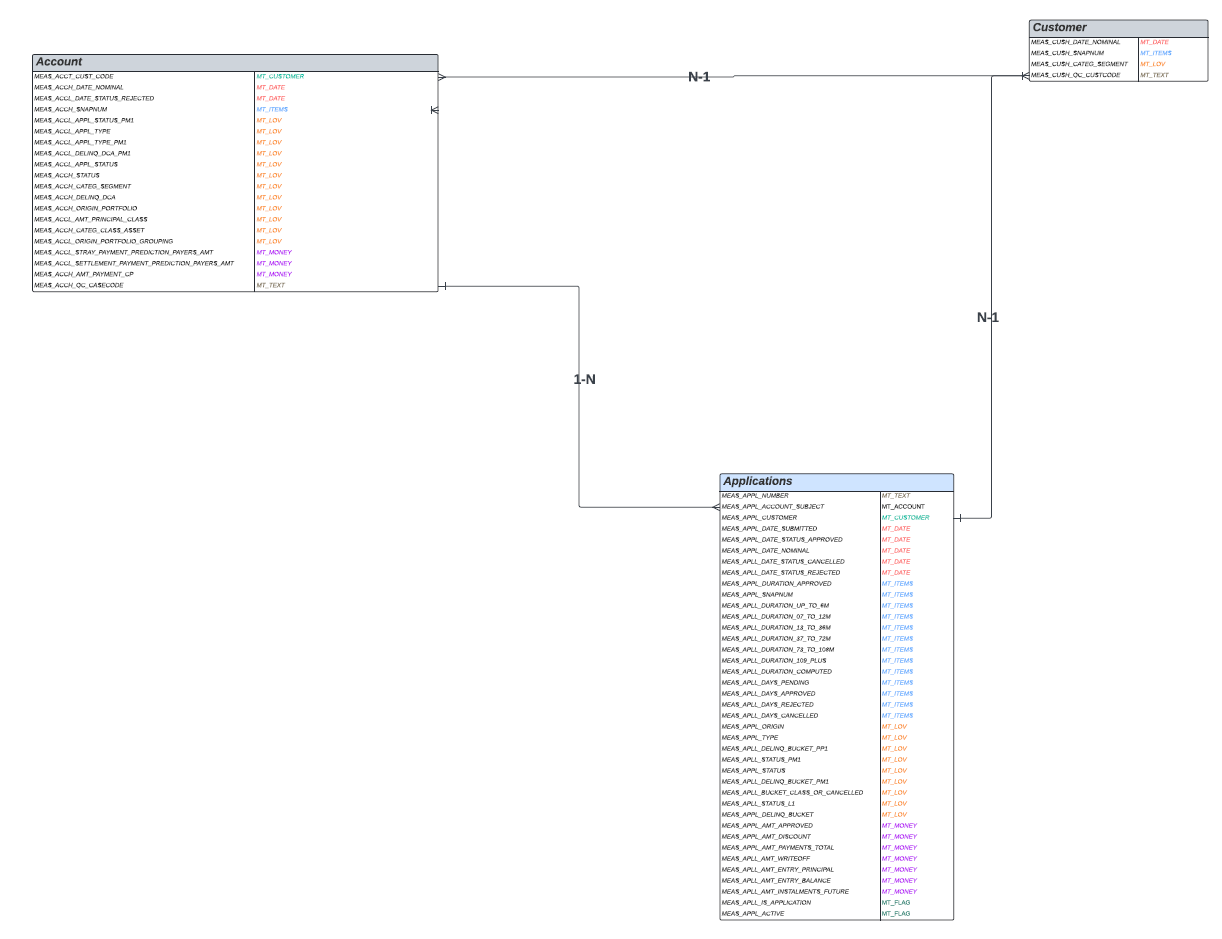 Customer
MEAS_CUSH_DATE_NOMINAL MT_DATE
MEAS_CUSH_SNAPNUM MT_ITEMS
MEAS_CUSH_CATEG_SEGMENT MT_LOV
MEAS_CUSH_QC_CUSTCODE MT_TEXT
Account
MEAS_ACCT_CUST_CODE MT_CUSTOMER
MEAS_ACCH_DATE_NOMINAL MT_DATE
MEAS_ACCL_DATE_STATUS_REJECTED MT_DATE
MEAS_ACCH_SNAPNUM MT_ITEMS
MEAS_ACCL_APPL_STATUS_PM1 MT_LOV
MEAS_ACCL_APPL_TYPE MT_LOV
MEAS_ACCL_APPL_TYPE_PM1 MT_LOV
MEAS_ACCL_DELINQ_DCA_PM1 MT_LOV
MEAS_ACCL_APPL_STATUS MT_LOV
MEAS_ACCH_STATUS MT_LOV
MEAS_ACCH_CATEG_SEGMENT MT_LOV
MEAS_ACCH_DELINQ_DCA MT_LOV
MEAS_ACCH_ORIGIN_PORTFOLIO MT_LOV
MEAS_ACCL_AMT_PRINCIPAL_CLASS MT_LOV
MEAS_ACCH_CATEG_CLASS_ASSET MT_LOV
MEAS_ACCL_ORIGIN_PORTFOLIO_GROUPING MT_LOV
MEAS_ACCL_STRAY_PAYMENT_PREDICTION_PAYERS_AMT MT_MONEY
MEAS_ACCL_SETTLEMENT_PAYMENT_PREDICTION_PAYERS_AMT MT_MONEY
MEAS_ACCH_AMT_PAYMENT_CP MT_MONEY
MEAS_ACCH_QC_CASECODE MT_TEXT
N-1
N-1
1-N
Applications
MEAS_APPL_NUMBER MT_TEXT
MEAS_APPL_ACCOUNT_SUBJECT MT_ACCOUNT
MEAS_APPL_CUSTOMER MT_CUSTOMER
MEAS_APPL_DATE_SUBMITTED MT_DATE
MEAS_APPL_DATE_STATUS_APPROVED MT_DATE
MEAS_APPL_DATE_NOMINAL MT_DATE
MEAS_APLL_DATE_STATUS_CANCELLED MT_DATE
MEAS_APLL_DATE_STATUS_REJECTED MT_DATE
MEAS_APPL_DURATION_APPROVED MT_ITEMS
MEAS_APPL_SNAPNUM MT_ITEMS
MEAS_APLL_DURATION_UP_TO_6M MT_ITEMS
MEAS_APLL_DURATION_07_TO_12M MT_ITEMS
MEAS_APLL_DURATION_13_TO_36M MT_ITEMS
MEAS_APLL_DURATION_37_TO_72M MT_ITEMS
MEAS_APLL_DURATION_73_TO_108M MT_ITEMS
MEAS_APLL_DURATION_109_PLUS MT_ITEMS
MEAS_APLL_DURATION_COMPUTED MT_ITEMS
MEAS_APLL_DAYS_PENDING MT_ITEMS
MEAS_APLL_DAYS_APPROVED MT_ITEMS
MEAS_APLL_DAYS_REJECTED MT_ITEMS
MEAS_APLL_DAYS_CANCELLED MT_ITEMS
MEAS_APPL_ORIGIN MT_LOV
MEAS_APPL_TYPE MT_LOV
MEAS_APLL_DELINQ_BUCKET_PP1 MT_LOV
MEAS_APLL_STATUS_PM1 MT_LOV
MEAS_APPL_STATUS MT_LOV
MEAS_APLL_DELINQ_BUCKET_PM1 MT_LOV
MEAS_APLL_BUCKET_CLASS_OR_CANCELLED MT_LOV
MEAS_APLL_STATUS_L1 MT_LOV
MEAS_APPL_DELINQ_BUCKET MT_LOV
MEAS_APPL_AMT_APPROVED MT_MONEY
MEAS_APPL_AMT_DISCOUNT MT_MONEY
MEAS_APPL_AMT_PAYMENTS_TOTAL MT_MONEY
MEAS_APLL_AMT_WRITEOFF MT_MONEY
MEAS_APLL_AMT_ENTRY_PRINCIPAL MT_MONEY
MEAS_APLL_AMT_ENTRY_BALANCE MT_MONEY
MEAS_APLL_AMT_INSTALMENTS_FUTURE MT_MONEY
MEAS_APLL_IS_APPLICATION MT_FLAG
MEAS_APPL_ACTIVE MT_FLAG